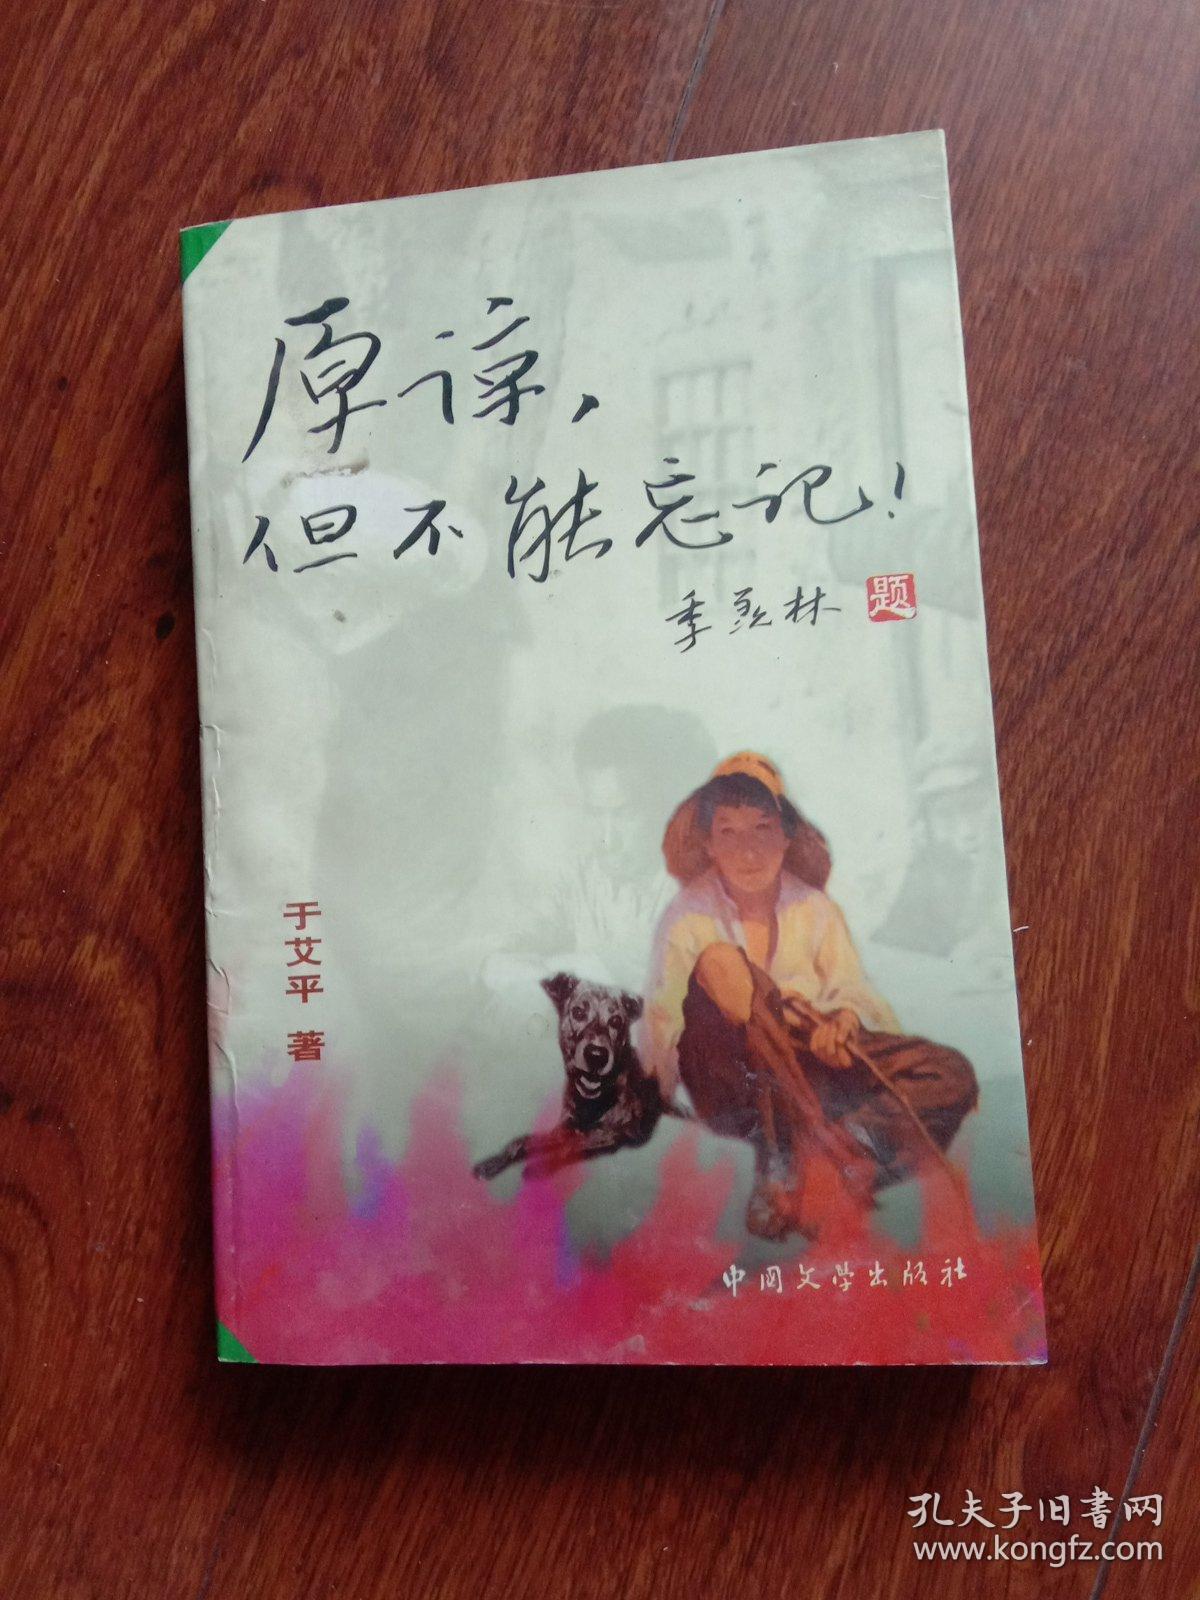 原谅，
但不能忘记！
季羡林 题
于艾平 著
中国文学出版社
孔夫子旧书网
www.kongfz.com